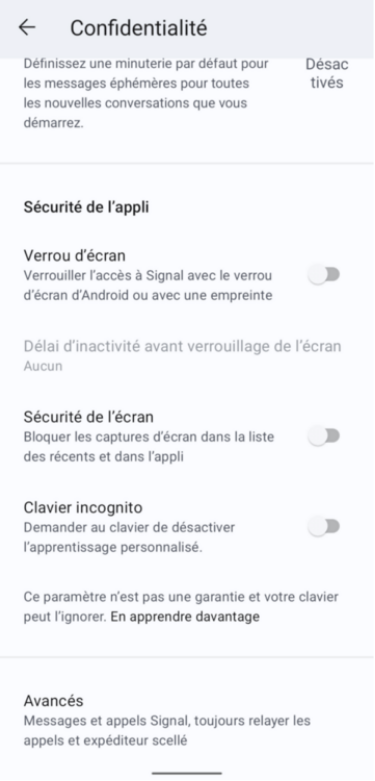 Confidentialité
Définissez une minuterie par défaut pour
les messages éphémères pour toutes
les nouvelles conversations que vous
démarrez.
Désac
tivés
Sécurité de l'appli
Verrou d'écran
Verrouiller l'accès à Signal avec le verrou
d'écran d'Android ou avec une empreinte
Délai d'inactivité avant verrouillage de l'écran
Aucun
Sécurité de l'écran
Bloquer les captures d'écran dans la liste
des récents et dans l'appli
Clavier incognito
Demander au clavier de désactiver
l'apprentissage personnalisé.
Ce paramètre n'est pas une garantie et votre clavier
peut l'ignorer. En apprendre davantage
Avancés
Messages et appels Signal, toujours relayer les
appels et expéditeur scellé